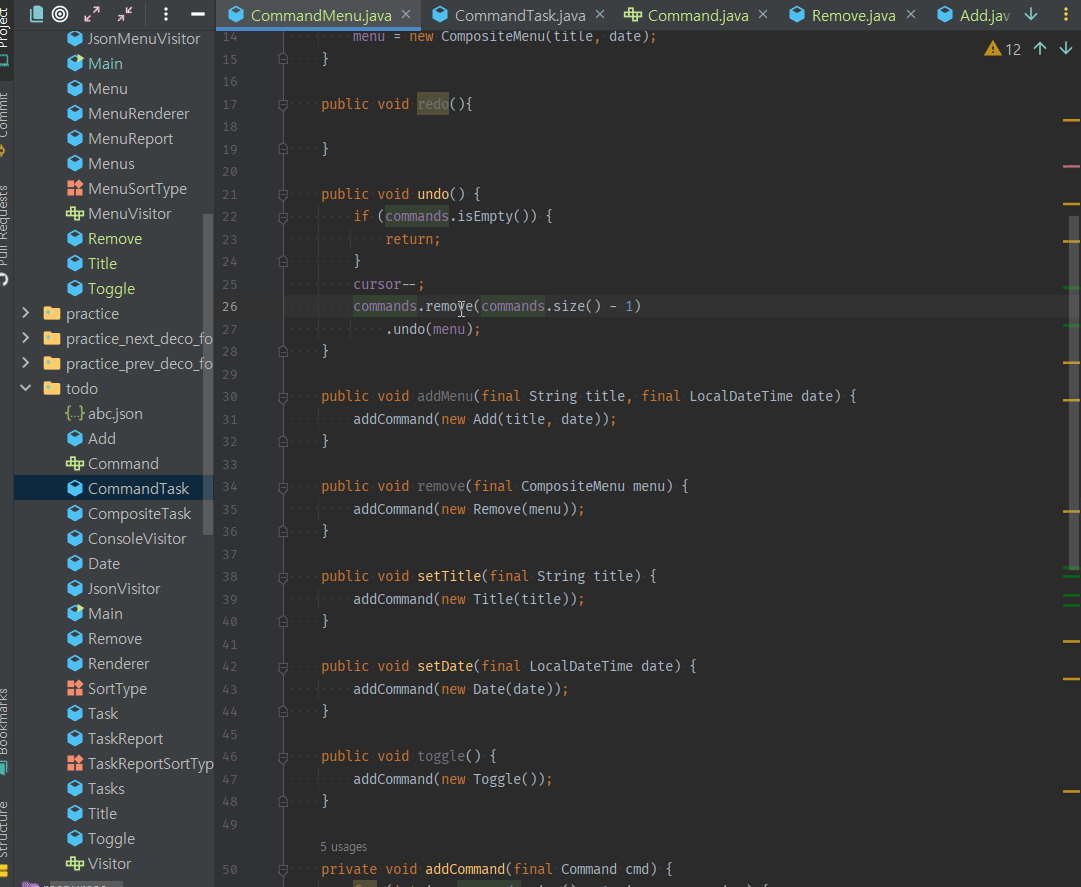 Project
CommandMenu.java
CommandTask.java
Command.java
Remove.java
Add.jav
12
Commit
Pull Requests
Bookmarks
Structure
JsonMenuVisitor
Main
Menu
MenuRenderer
MenuReport
Menus
MenuSortType
MenuVisitor
Remove
Title
Toggle
practice
practice_next_deco_fo
practice_prev_deco_fo
todo
abc.json
Add
Command
CommandTask
CompositeTask
ConsoleVisitor
Date
JsonVisitor
Main
Remove
Renderer
SortType
Task
TaskReport
TaskReportSortTyp
Tasks
Title
Toggle
Visitor
14 menu = new CompositeMenu(title, date);
15 }
16
17 public void redo(){
18
19 }
20
21 public void undo() {
22 if (commands.isEmpty()) {
23 return;
24 }
25 cursor--;
26 commands.remove(commands.size() - 1)
27 .undo(menu);
28 }
29
30 public void addMenu(final String title, final LocalDateTime date) {
31 addCommand(new Add(title, date));
32 }
33
34 public void remove(final CompositeMenu menu) {
35 addCommand(new Remove(menu));
36 }
37
38 public void setTitle(final String title) {
39 addCommand(new Title(title));
40 }
41
42 public void setDate(final LocalDateTime date) {
43 addCommand(new Date(date));
44 }
45
46 public void toggle() {
47 addCommand(new Toggle());
48 }
49
5 usages
50 private void addCommand(final Command cmd) {